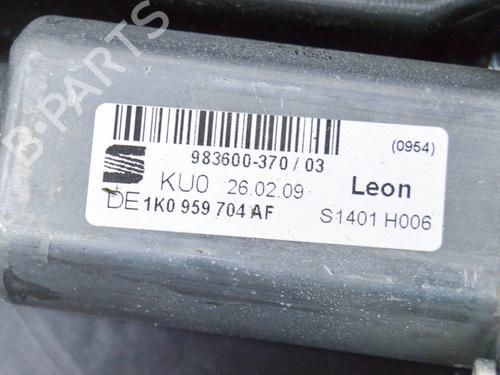 B-PARTS
983600-370 / 03
(0954)
KU0 26.02.09 Leon
DE 1K0 959 704 AF S1401 H006